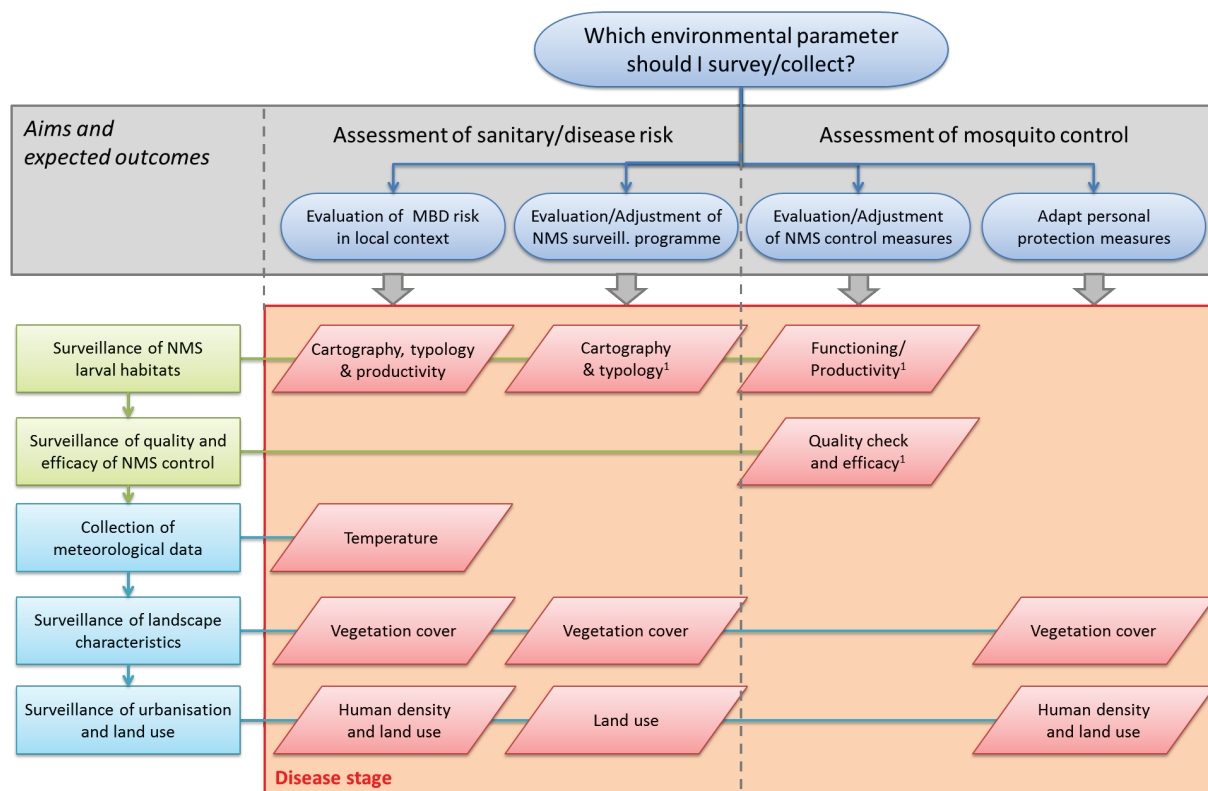 Which environmental parameter
should I survey/collect?
Aims and
expected outcomes
Assessment of sanitary/disease risk
Assessment of mosquito control
Evaluation of MBD risk
in local context
Evaluation/Adjustment of
NMS surveill. programme
Evaluation/Adjustment
of NMS control measures
Adapt personal
protection measures
Surveillance of NMS
larval habitats
Cartography, typology
& productivity
Cartography
& typology¹
Functioning/
Productivity¹
Surveillance of quality and
efficacy of NMS control
Quality check
and efficacy¹
Collection of
meteorological data
Temperature
Surveillance of landscape
characteristics
Vegetation cover
Vegetation cover
Vegetation cover
Surveillance of urbanisation
and land use
Human density
and land use
Land use
Human density
and land use
Disease stage